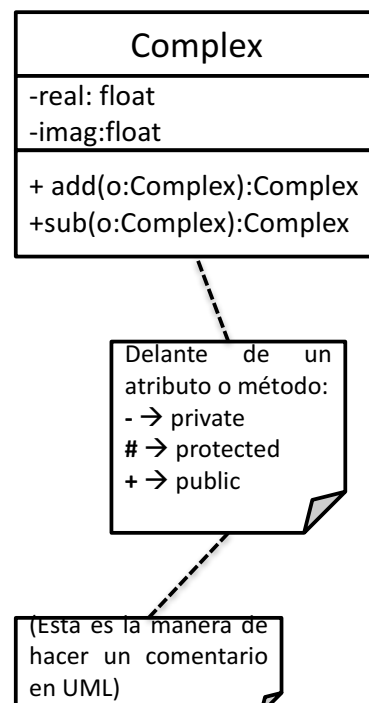 Complex
-real: float
-imag:float
+ add(o:Complex):Complex
+sub(o:Complex):Complex
Delante de un
atributo o método:
- → private
# → protected
+ → public
(Esta es la manera de
hacer un comentario
en UML)